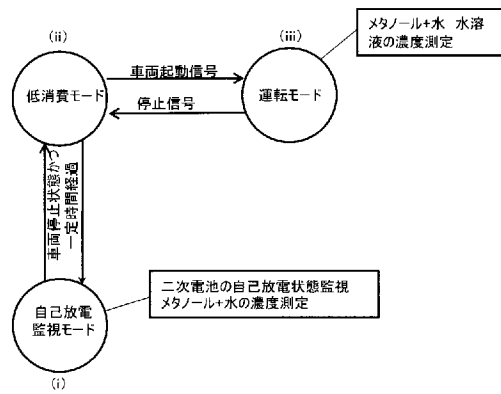 (ii)
(iii)
メタノール+水 水溶
液の濃度測定
低消費モード
車両起動信号
停止信号
運転モード
車両停止状態かつ
一定時間経過
自己放電
監視モード
二次電池の自己放電状態監視
メタノール+水の濃度測定
(i)